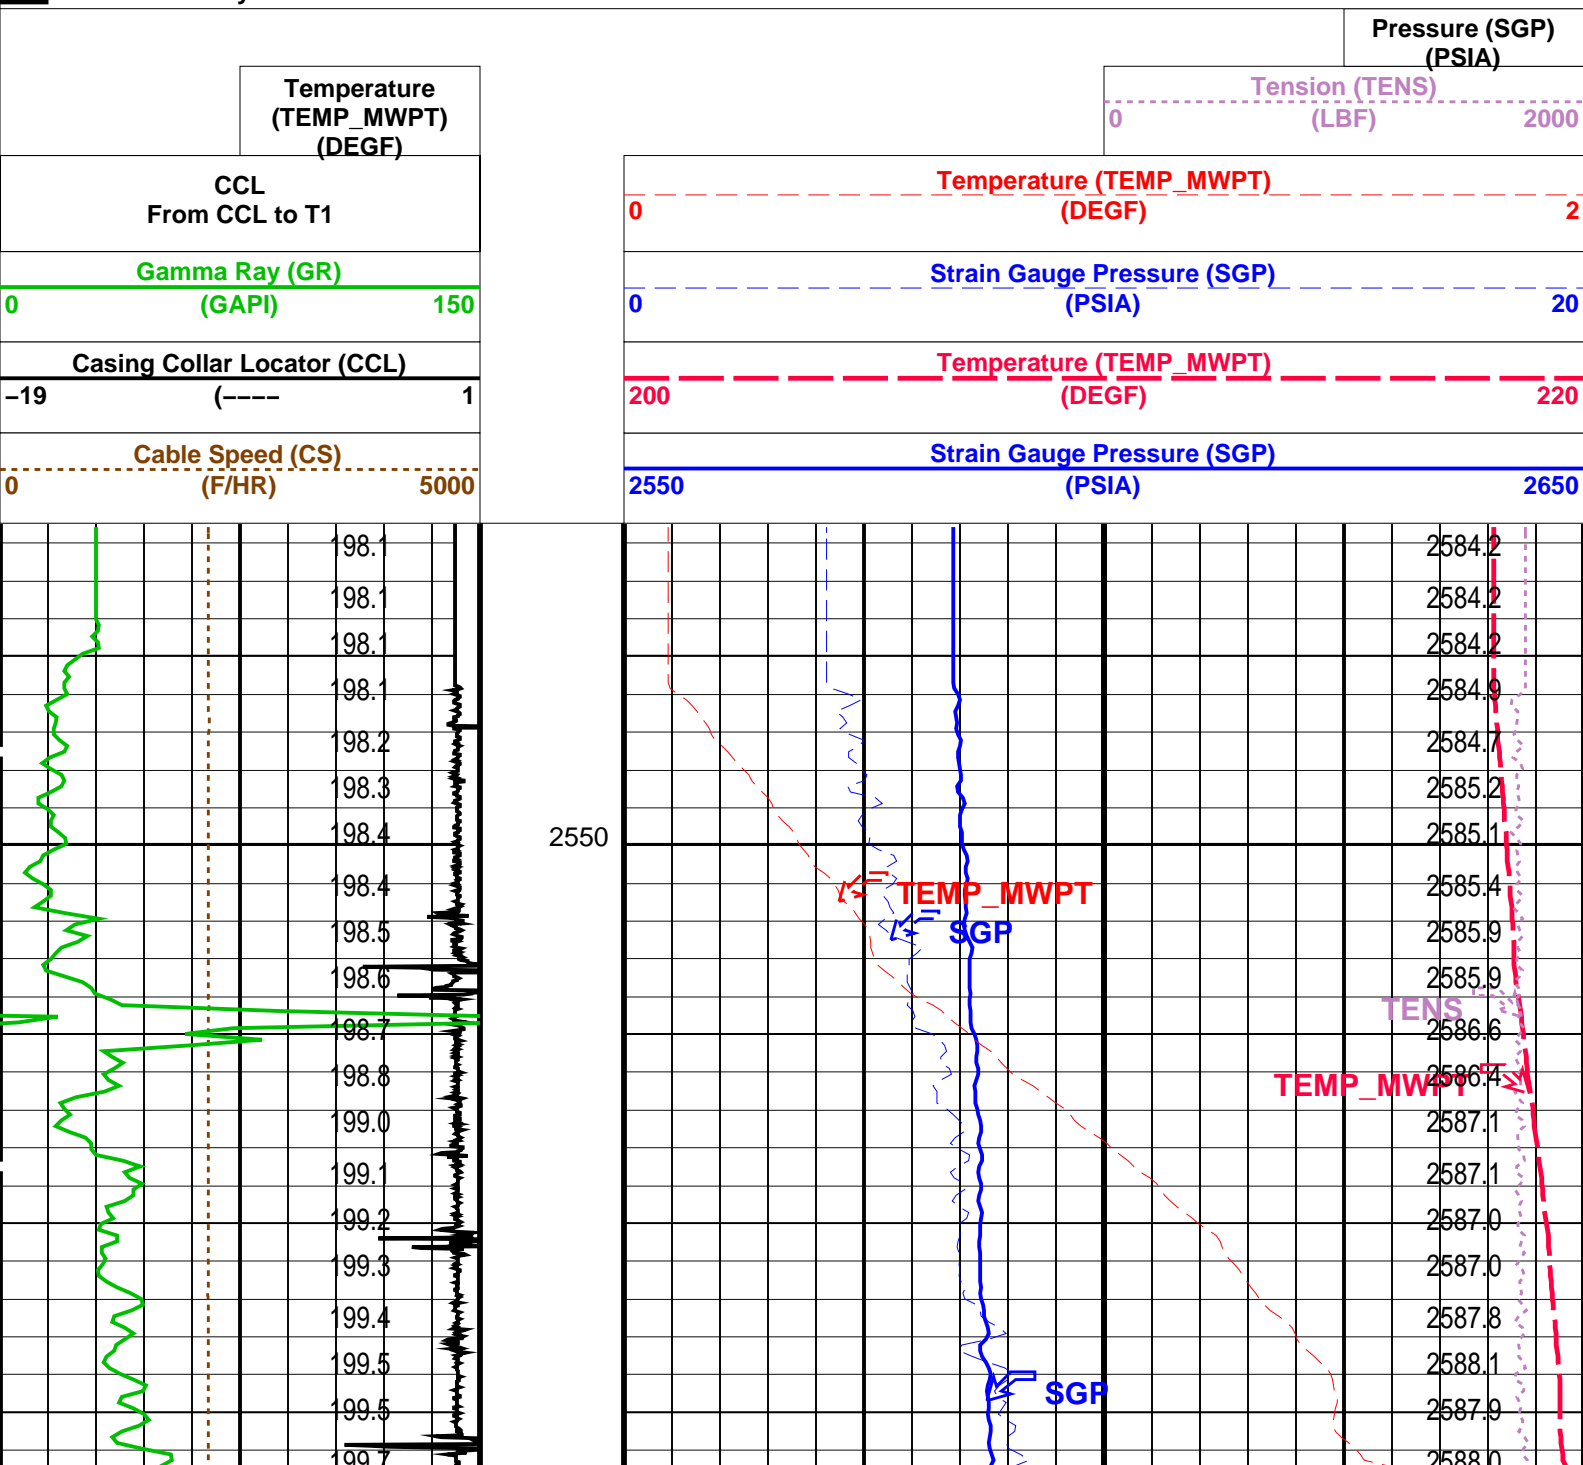 Pressure (SGP)
(PSIA)
Tension (TENS)
0 (LBF) 2000
Temperature
(TEMP_MWPT)
(DEGF)
CCL
From CCL to T1
Temperature (TEMP_MWPT)
0 (DEGF) 2
Gamma Ray (GR)
0 (GAPI) 150
Strain Gauge Pressure (SGP)
0 (PSIA) 20
Casing Collar Locator (CCL)
−19 (−−−− 1
Temperature (TEMP_MWPT)
200 (DEGF) 220
Cable Speed (CS)
0 (F/HR) 5000
Strain Gauge Pressure (SGP)
2550 (PSIA) 2650
198.1 2584.2
198.1 2584.2
198.1 2584.2
198.1 2584.9
198.2 2584.7
198.3 2585.2
198.4 2550 2585.1
198.4 TEMP_MWPT 2585.4
198.5 SGP 2585.9
198.6 2585.9
TENS
198.7 2586.6
198.8 TEMP_MWPT 2586.4
199.0 2587.1
199.1 2587.1
199.2 2587.0
199.3 2587.0
199.4 2587.8
199.5 2588.1
SGP
199.5 2587.9
199.7 2588.0